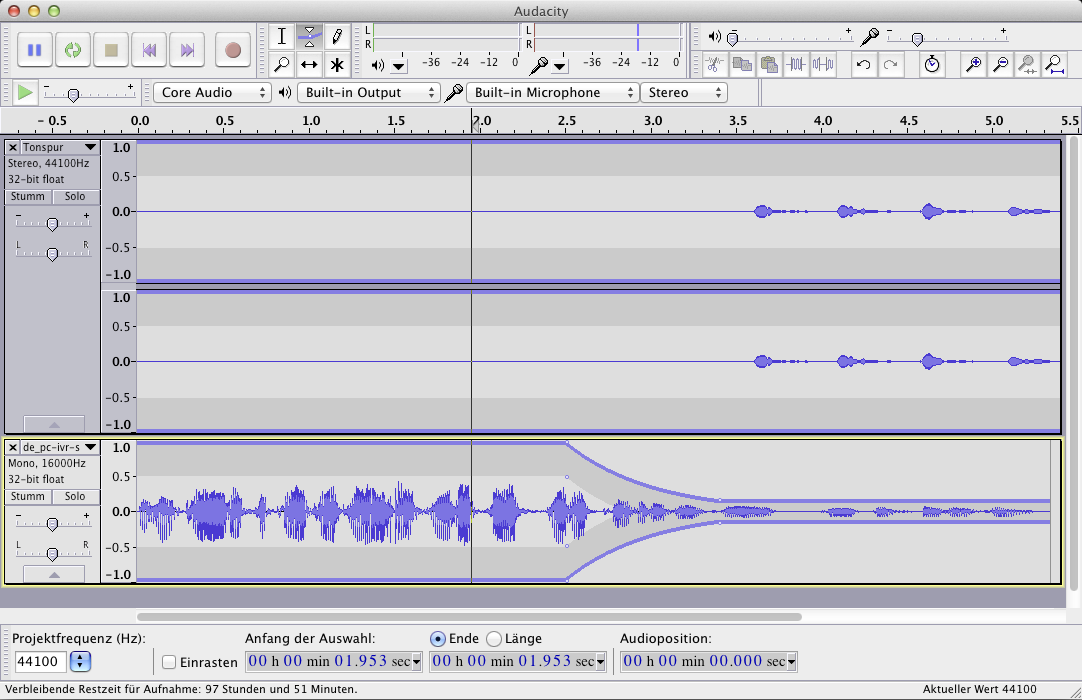 Audacity
L
R
-36 -24 -12 0
L
R
-36 -24 -12 0
- +
- +
- +
Core Audio
Built-in Output
Built-in Microphone
Stereo
- 0.5 0.0 0.5 1.0 1.5 2.0 2.5 3.0 3.5 4.0 4.5 5.0 5.5
Tonspur
Stereo, 44100Hz
32-bit float
Stumm Solo
- +
L R
1.0
0.5-
0.0-
-0.5-
-1.0
1.0
0.5-
0.0-
-0.5-
-1.0
de_pc-ivr-s
Mono, 16000Hz
32-bit float
Stumm Solo
- +
L R
1.0
0.5-
0.0-
-0.5-
-1.0
Projektfrequenz (Hz): Anfang der Auswahl: Ende Länge Audioposition:
44100 Einrasten 00 h 00 min 01.953 sec 00 h 00 min 01.953 sec 00 h 00 min 00.000 sec
Verbleibende Restzeit für Aufnahme: 97 Stunden und 51 Minuten. Aktueller Wert 44100